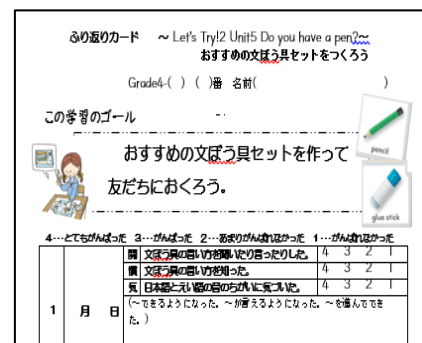 ふり返りカード ～ Let's Try!2 Unit5 Do you have a pen?～
おすすめの文ぼう具セットをつくろう
Grade4-( ) ( )番 名前( )
この学習のゴール
おすすめの文ぼう具セットを作って
友だちにおくろう。
pencil
glue stick
4…とてもがんばった 3…がんばった 2…あまりがんばれなかった 1…がんばれなかった
関 文ぼう具の言い方を聞いたり言ったりした。 4 3 2 1
慣 文ぼう具の言い方を知った。 4 3 2 1
気 日本語とえい語の音のちがいに気づいた。 4 3 2 1
1 月 日 (～できるようになった。～が言えるようになった。～を進んででき
た。)